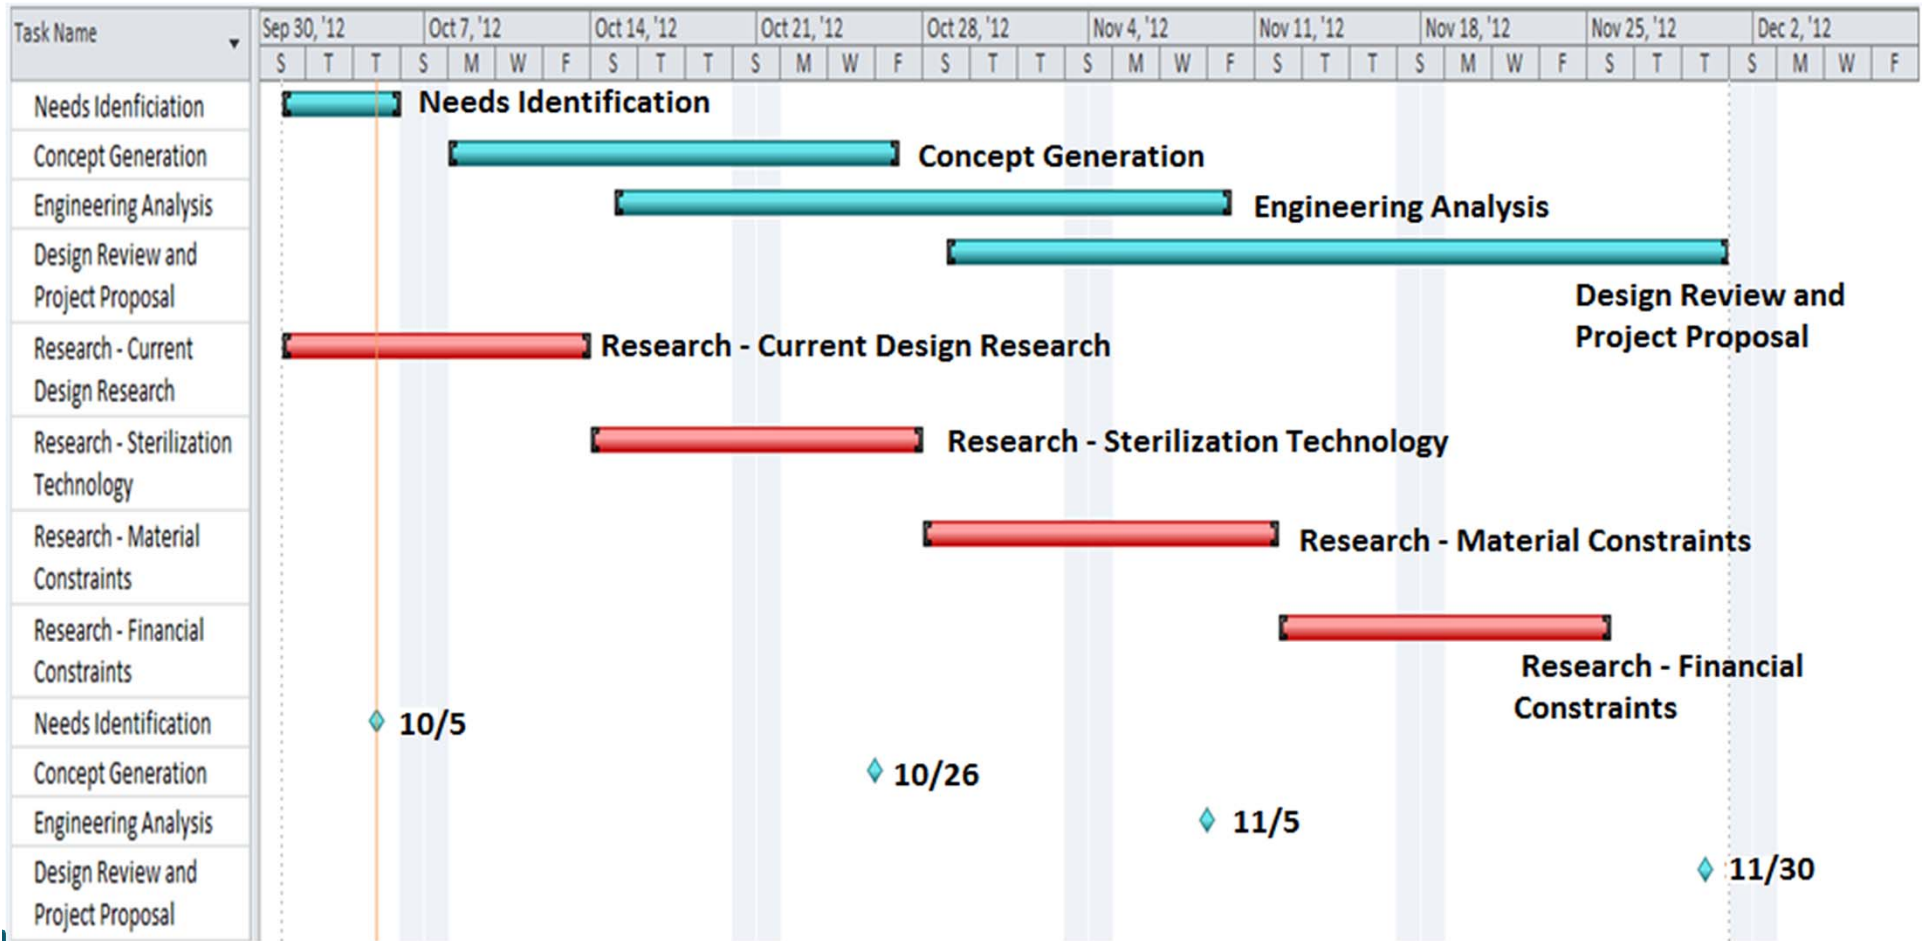 Task Name
Sep 30, '12 Oct 7, '12 Oct 14, '12 Oct 21, '12 Oct 28, '12 Nov 4, '12 Nov 11, '12 Nov 18, '12 Nov 25, '12 Dec 2, '12
S T T S M W F S T T S M W F S T T S M W F S T T S M W F S T T S M W F
Needs Idenficiation
Needs Identification
Concept Generation
Concept Generation
Engineering Analysis
Engineering Analysis
Design Review and
Project Proposal
Design Review and
Project Proposal
Research - Current
Design Research
Research - Current Design Research
Research - Sterilization
Technology
Research - Sterilization Technology
Research - Material
Constraints
Research - Material Constraints
Research - Financial
Constraints
Research - Financial
Constraints
Needs Identification
10/5
Concept Generation
10/26
Engineering Analysis
11/5
Design Review and
Project Proposal
11/30